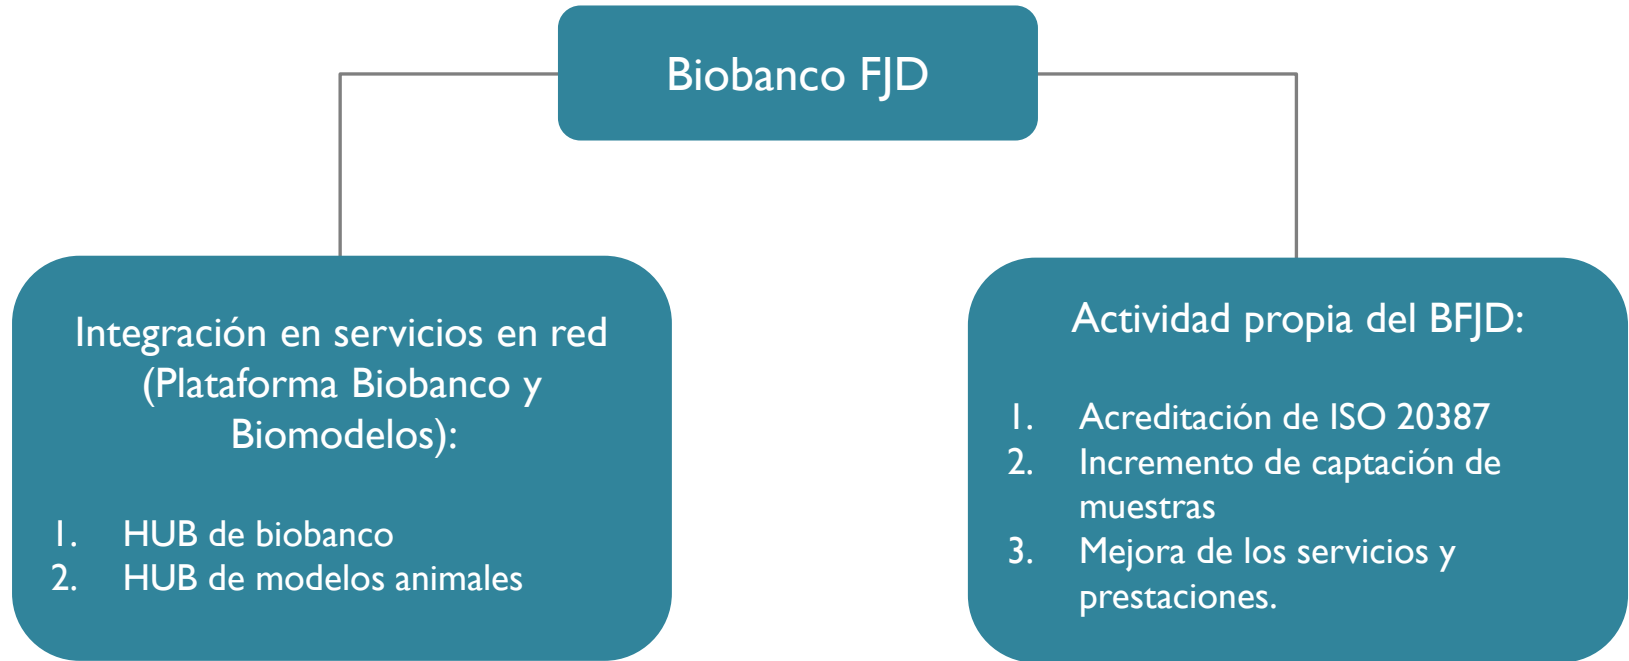 Biobanco FJD
Integración en servicios en red
(Plataforma Biobanco y
Biomodelos):
1. HUB de biobanco
2. HUB de modelos animales
Actividad propia del BFJD:
1. Acreditación de ISO 20387
2. Incremento de captación de
muestras
3. Mejora de los servicios y
prestaciones.